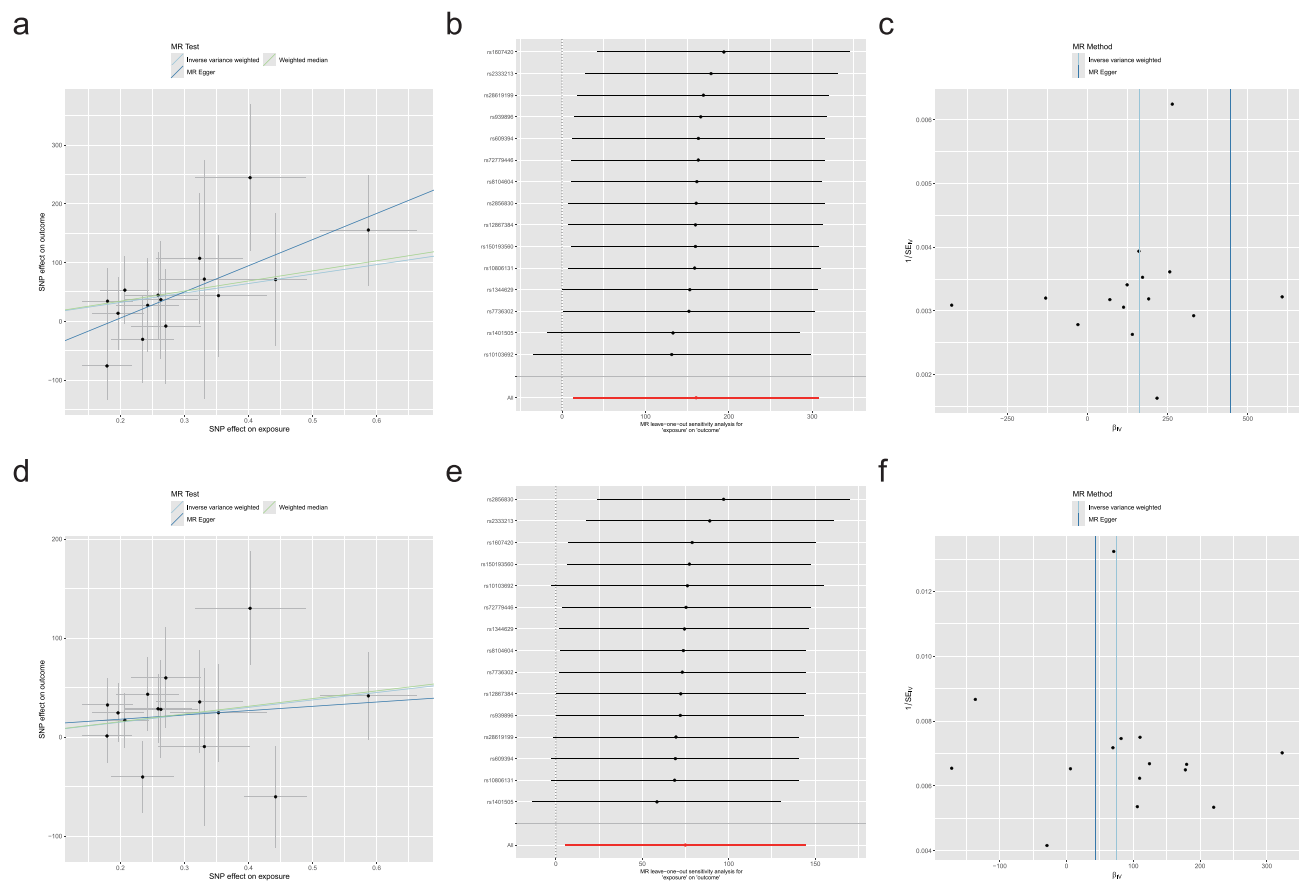 a
MR Test
Inverse variance weighted
Weighted median
MR Egger
300
200
100
0
−100
SNP effect on outcome
0.2
0.3
0.4
0.5
0.6
SNP effect on exposure
b
rs1607420
rs2333213
rs28619199
rs939896
rs609394
rs72779446
rs8104604
rs2856830
rs12867384
rs150193560
rs10806131
rs1344629
rs7736302
rs1401505
rs10103692
All
0
100
200
300
MR leave−one−out sensitivity analysis for
'exposure' on 'outcome'
c
MR Method
Inverse variance weighted
MR Egger
0.006
0.005
0.004
0.003
0.002
1/SEIV
−250
0
250
500
βIV
d
MR Test
Inverse variance weighted
Weighted median
MR Egger
200
100
0
−100
SNP effect on outcome
0.2
0.3
0.4
0.5
0.6
SNP effect on exposure
e
rs2856830
rs2333213
rs1607420
rs150193560
rs10103692
rs72779446
rs1344629
rs8104604
rs7736302
rs12867384
rs939896
rs28619199
rs609394
rs10806131
rs1401505
All
0
50
100
150
MR leave−one−out sensitivity analysis for
'exposure' on 'outcome'
f
MR Method
Inverse variance weighted
MR Egger
0.012
0.010
0.008
0.006
0.004
1/SEIV
−100
0
100
200
300
βIV